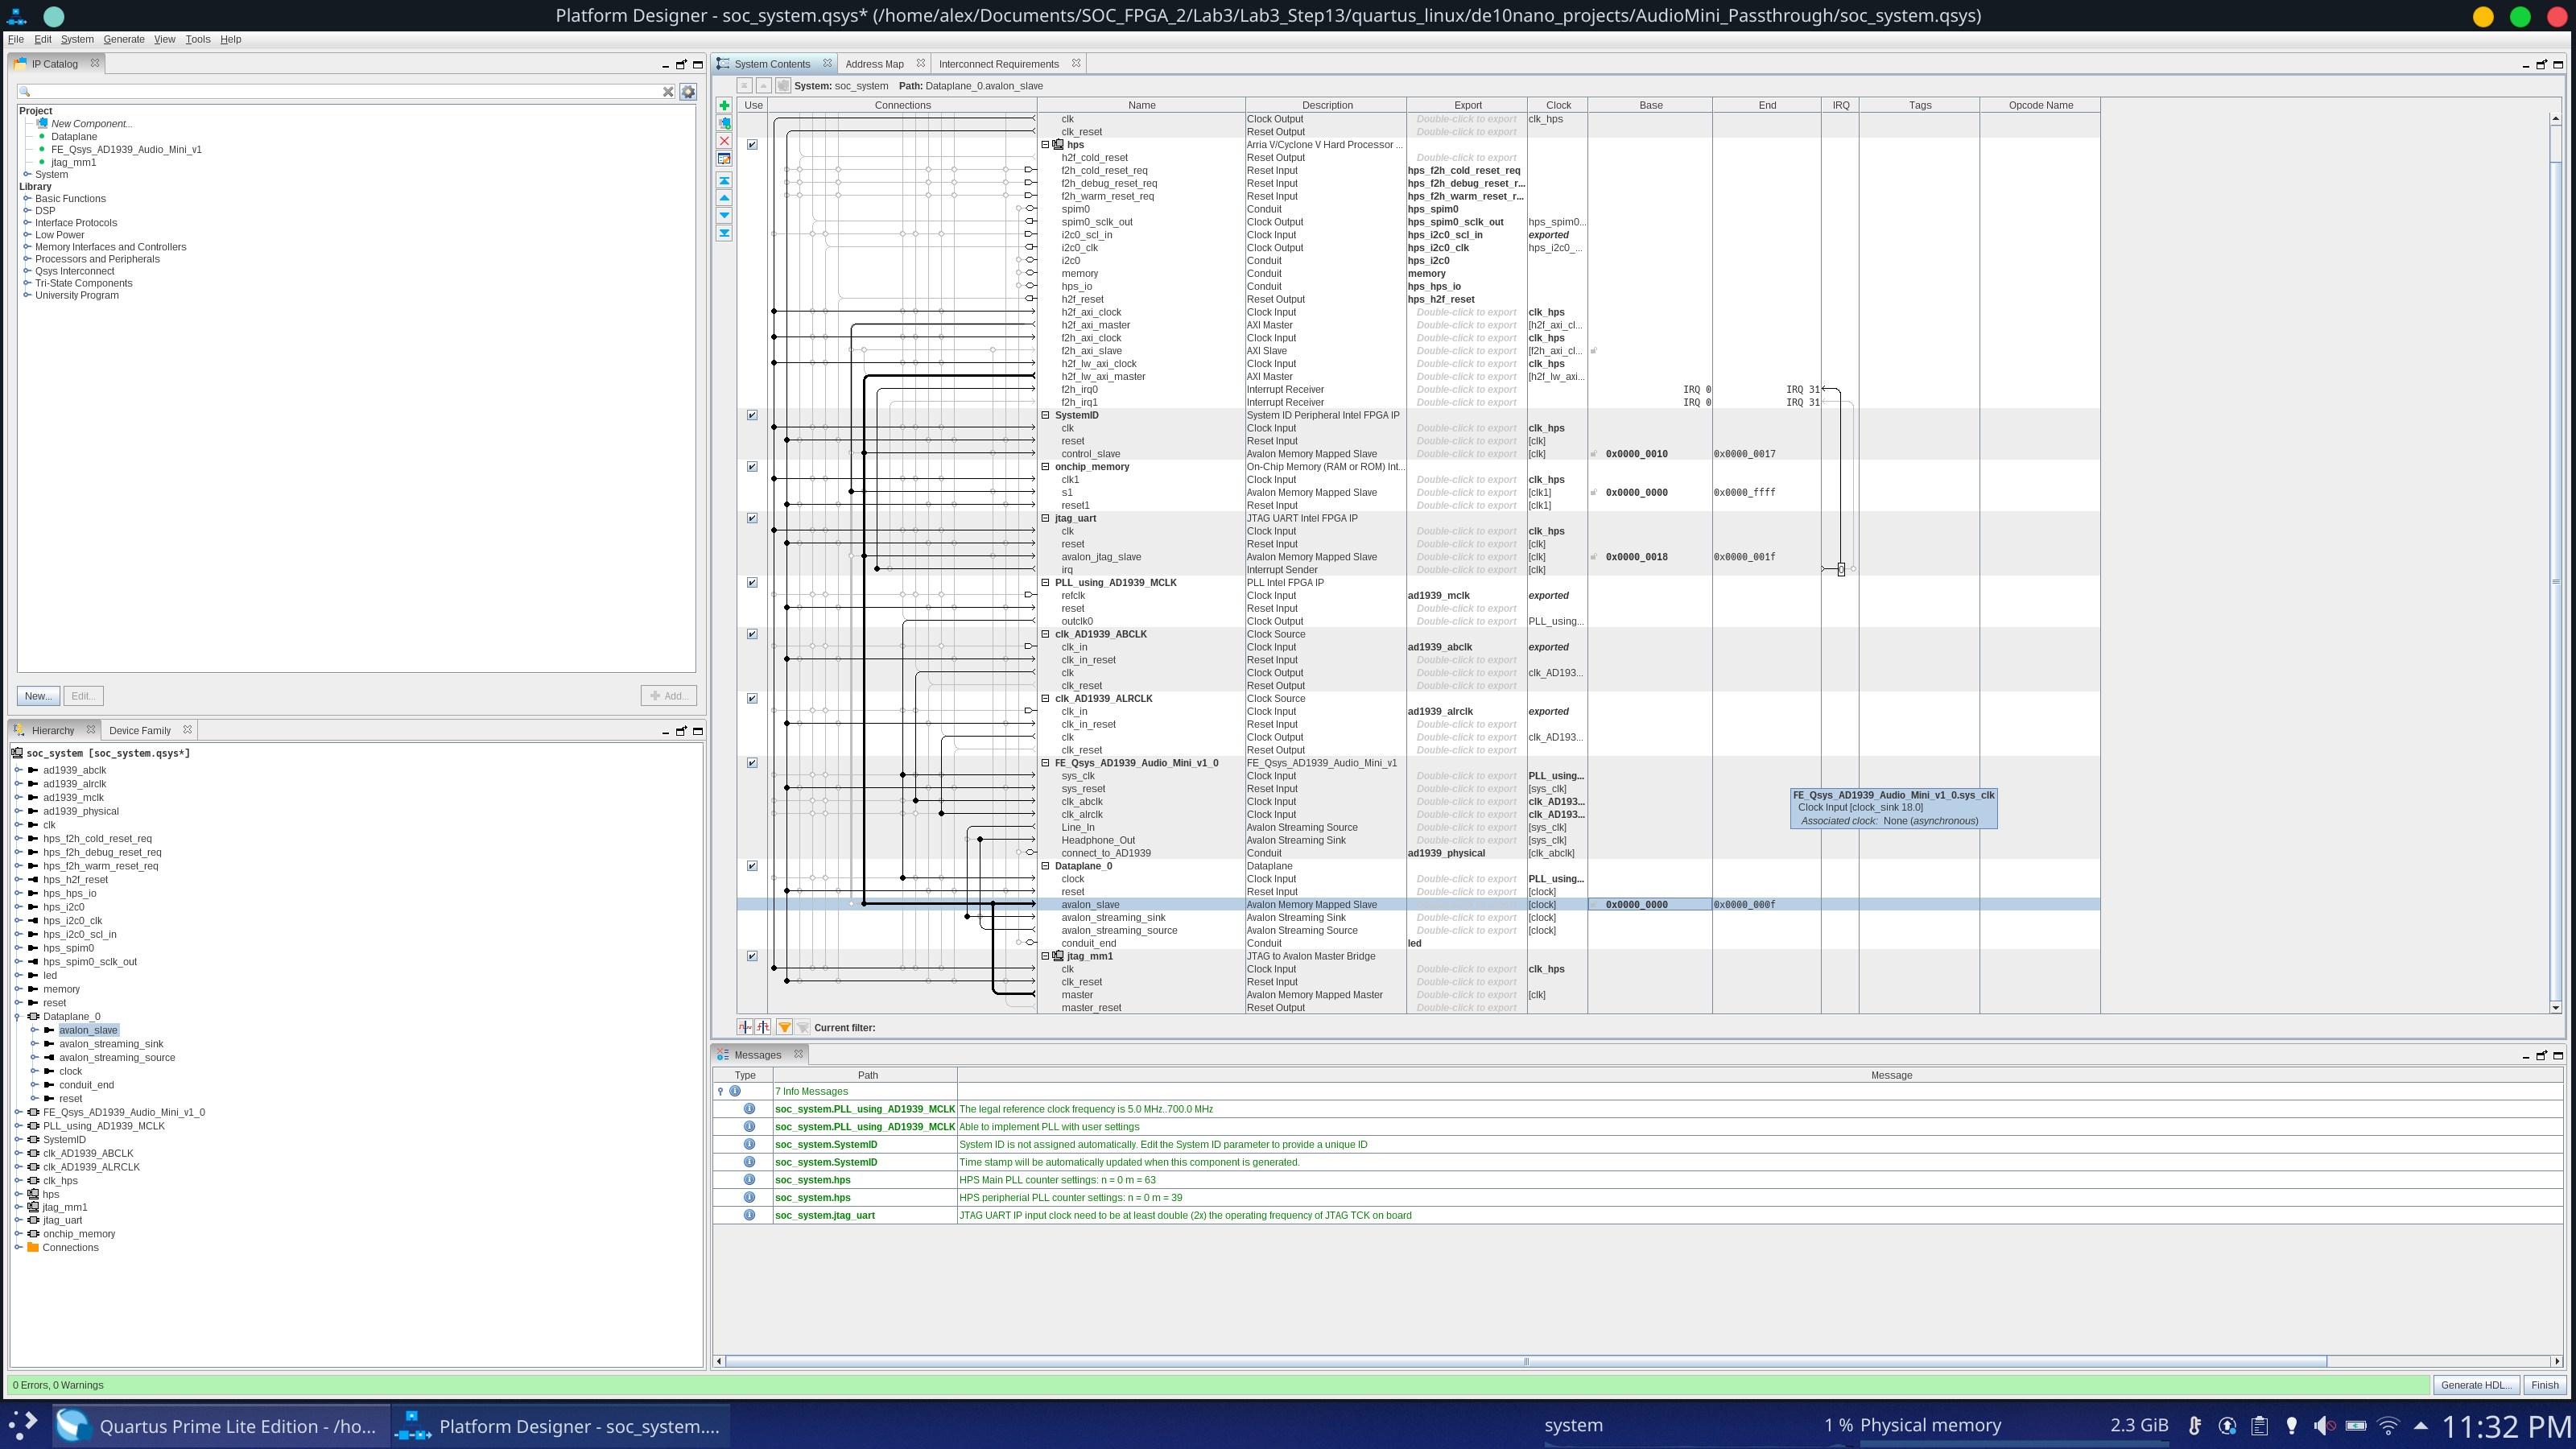 Platform Designer - soc_system.qsys* (/home/alex/Documents/SOC_FPGA_2/Lab3/Lab3_Step13/quartus_linux/de10nano_projects/AudioMini_Passthrough/soc_system.qsys)
File Edit System Generate View Tools Help
IP Catalog
Project
New Component...
Dataplane
FE_Qsys_AD1939_Audio_Mini_v1
jtag_mm1
System
Library
Basic Functions
DSP
Interface Protocols
Low Power
Memory Interfaces and Controllers
Processors and Peripherals
Qsys Interconnect
Tri-State Components
University Program
New... Edit... Add...
Hierarchy Device Family
soc_system [soc_system.qsys*]
ad1939_abclk
ad1939_alrclk
ad1939_mclk
ad1939_physical
clk
hps_f2h_cold_reset_req
hps_f2h_debug_reset_req
hps_f2h_warm_reset_req
hps_h2f_reset
hps_hps_io
hps_i2c0
hps_i2c0_clk
hps_i2c0_scl_in
hps_spim0
hps_spim0_sclk_out
led
memory
reset
Dataplane_0
avalon_slave
avalon_streaming_sink
avalon_streaming_source
clock
conduit_end
reset
FE_Qsys_AD1939_Audio_Mini_v1_0
PLL_using_AD1939_MCLK
SystemID
clk_AD1939_ABCLK
clk_AD1939_ALRCLK
clk_hps
hps
jtag_mm1
jtag_uart
onchip_memory
Connections
System Contents Address Map Interconnect Requirements
System: soc_system Path: Dataplane_0.avalon_slave
Use Connections Name Description Export Clock Base End IRQ Tags Opcode Name
clk Clock Output Double-click to export clk_hps
clk_reset Reset Output Double-click to export
hps Arria V/Cyclone V Hard Processor ...
h2f_cold_reset Reset Output Double-click to export
f2h_cold_reset_req Reset Input hps_f2h_cold_reset_req
f2h_debug_reset_req Reset Input hps_f2h_debug_reset_r...
f2h_warm_reset_req Reset Input hps_f2h_warm_reset_r...
spim0 Conduit hps_spim0
spim0_sclk_out Clock Output hps_spim0_sclk_out hps_spim0...
i2c0_scl_in Clock Input hps_i2c0_scl_in exported
i2c0_clk Clock Output hps_i2c0_clk hps_i2c0_...
i2c0 Conduit hps_i2c0
memory Conduit memory
hps_io Conduit hps_hps_io
h2f_reset Reset Output hps_h2f_reset
h2f_axi_clock Clock Input Double-click to export clk_hps
h2f_axi_master AXI Master Double-click to export [h2f_axi_cl...
f2h_axi_clock Clock Input Double-click to export clk_hps
f2h_axi_slave AXI Slave Double-click to export [f2h_axi_cl...
h2f_lw_axi_clock Clock Input Double-click to export clk_hps
h2f_lw_axi_master AXI Master Double-click to export [h2f_lw_axi...
f2h_irq0 Interrupt Receiver Double-click to export IRQ 0 IRQ 31
f2h_irq1 Interrupt Receiver Double-click to export IRQ 0 IRQ 31
SystemID System ID Peripheral Intel FPGA IP
clk Clock Input Double-click to export clk_hps
reset Reset Input Double-click to export [clk]
control_slave Avalon Memory Mapped Slave Double-click to export [clk] 0x0000_0010 0x0000_0017
onchip_memory On-Chip Memory (RAM or ROM) Int...
clk1 Clock Input Double-click to export clk_hps
s1 Avalon Memory Mapped Slave Double-click to export [clk1] 0x0000_0000 0x0000_ffff
reset1 Reset Input Double-click to export [clk1]
jtag_uart JTAG UART Intel FPGA IP
clk Clock Input Double-click to export clk_hps
reset Reset Input Double-click to export [clk]
avalon_jtag_slave Avalon Memory Mapped Slave Double-click to export [clk] 0x0000_0018 0x0000_001f
irq Interrupt Sender Double-click to export [clk] 0
PLL_using_AD1939_MCLK PLL Intel FPGA IP
refclk Clock Input ad1939_mclk exported
reset Reset Input Double-click to export
outclk0 Clock Output Double-click to export PLL_using...
clk_AD1939_ABCLK Clock Source
clk_in Clock Input ad1939_abclk exported
clk_in_reset Reset Input Double-click to export
clk Clock Output Double-click to export clk_AD193...
clk_reset Reset Output Double-click to export
clk_AD1939_ALRCLK Clock Source
clk_in Clock Input ad1939_alrclk exported
clk_in_reset Reset Input Double-click to export
clk Clock Output Double-click to export clk_AD193...
clk_reset Reset Output Double-click to export
FE_Qsys_AD1939_Audio_Mini_v1_0 FE_Qsys_AD1939_Audio_Mini_v1
sys_clk Clock Input Double-click to export PLL_using...
sys_reset Reset Input Double-click to export [sys_clk]
clk_abclk Clock Input Double-click to export clk_AD193...
clk_alrclk Clock Input Double-click to export clk_AD193...
Line_In Avalon Streaming Source Double-click to export [sys_clk]
Headphone_Out Avalon Streaming Sink Double-click to export [sys_clk]
connect_to_AD1939 Conduit ad1939_physical [clk_abclk]
Dataplane_0 Dataplane
clock Clock Input Double-click to export PLL_using...
reset Reset Input Double-click to export [clock]
avalon_slave Avalon Memory Mapped Slave [clock] 0x0000_0000 0x0000_000f
avalon_streaming_sink Avalon Streaming Sink Double-click to export [clock]
avalon_streaming_source Avalon Streaming Source Double-click to export [clock]
conduit_end Conduit led
jtag_mm1 JTAG to Avalon Master Bridge
clk Clock Input Double-click to export clk_hps
clk_reset Reset Input Double-click to export
master Avalon Memory Mapped Master Double-click to export [clk]
master_reset Reset Output Double-click to export
FE_Qsys_AD1939_Audio_Mini_v1_0.sys_clk
Clock Input [clock_sink 18.0]
Associated clock: None (asynchronous)
Current filter:
Messages
Type Path Message
7 Info Messages
soc_system.PLL_using_AD1939_MCLK The legal reference clock frequency is 5.0 MHz..700.0 MHz
soc_system.PLL_using_AD1939_MCLK Able to implement PLL with user settings
soc_system.SystemID System ID is not assigned automatically. Edit the System ID parameter to provide a unique ID
soc_system.SystemID Time stamp will be automatically updated when this component is generated.
soc_system.hps HPS Main PLL counter settings: n = 0 m = 63
soc_system.hps HPS peripherial PLL counter settings: n = 0 m = 39
soc_system.jtag_uart JTAG UART IP input clock need to be at least double (2x) the operating frequency of JTAG TCK on board
0 Errors, 0 Warnings
Generate HDL... Finish
Quartus Prime Lite Edition - /ho...
Platform Designer - soc_system....
system 1 % Physical memory 2.3 GiB
11:32 PM